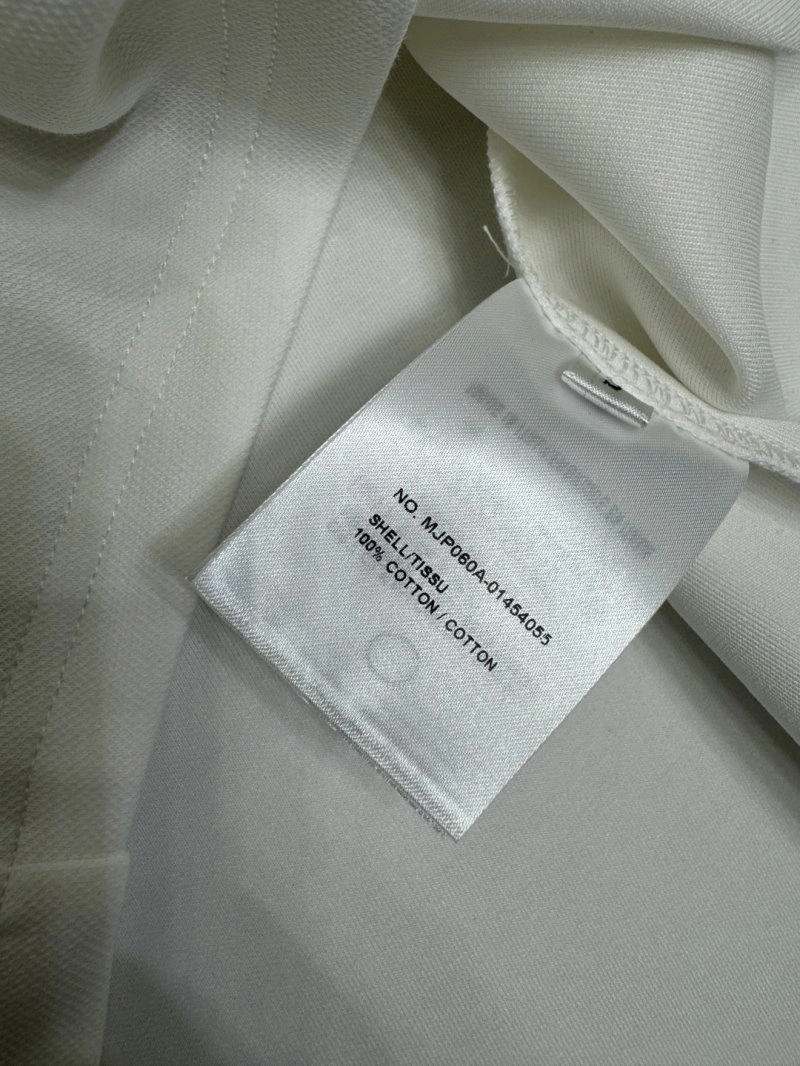 NO. MJP060A-01454055
SHELL/TISSU
100% COTTON / COTTON